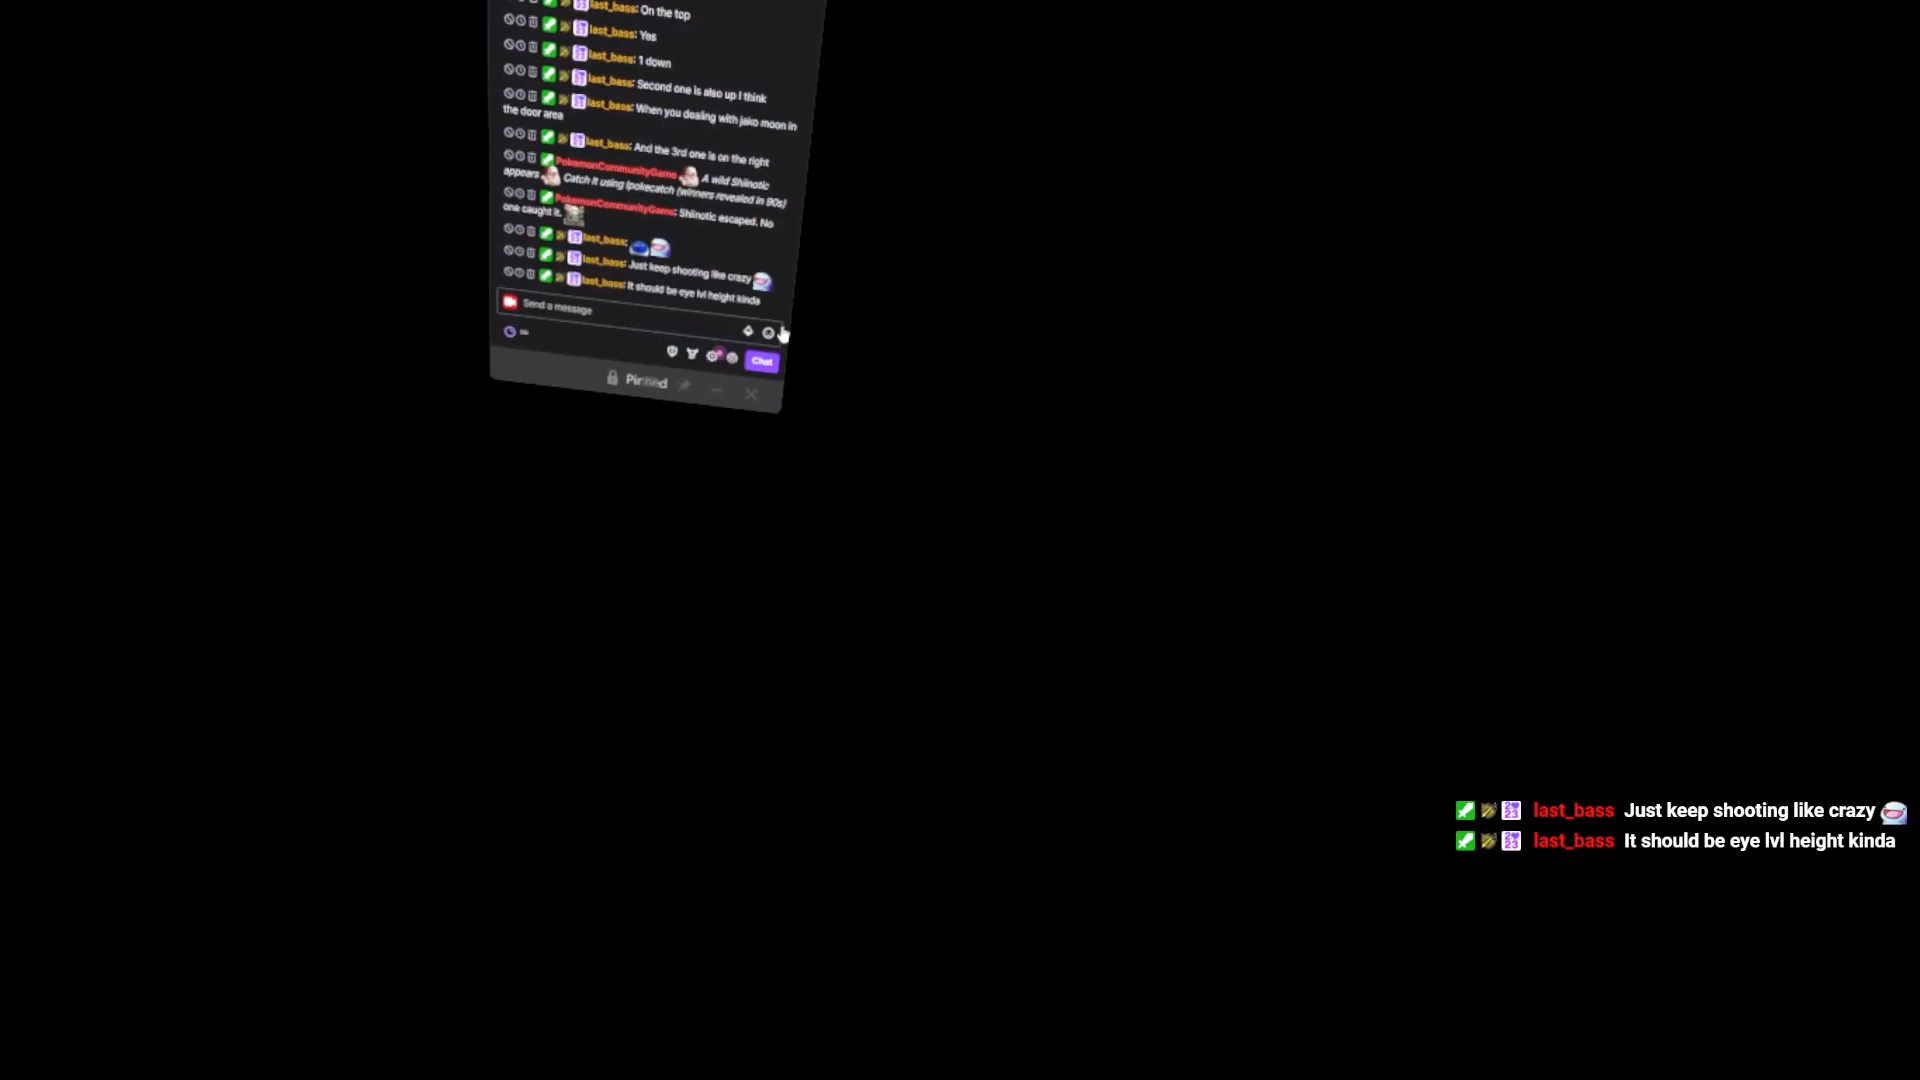 last_bass: On the top
last_bass: Yes
last_bass: 1 down
last_bass: Second one is also up I think
last_bass: When you dealing with jako moon in
the door area
last_bass: And the 3rd one is on the right
PokemonCommunityGame A wild Shiinotic
appears Catch it using !pokecatch (winners revealed in 90s)
PokemonCommunityGame: Shiinotic escaped. No
one caught it.
last_bass:
last_bass: Just keep shooting like crazy
last_bass: It should be eye lvl height kinda
Send a message
Chat
Pinned
last_bass Just keep shooting like crazy
last_bass It should be eye lvl height kinda